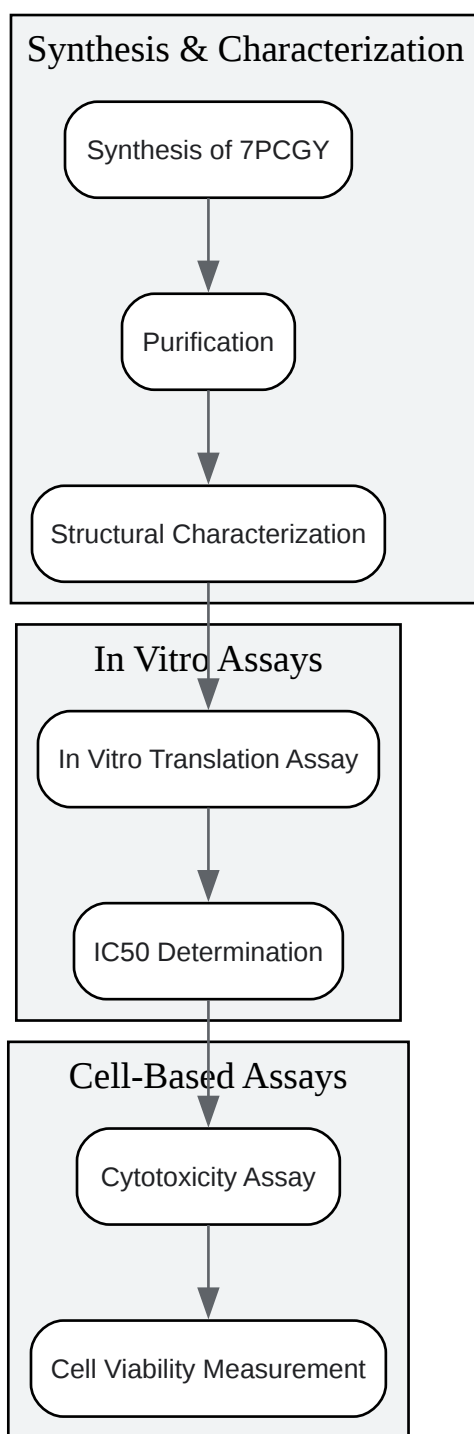 Synthesis & Characterization
Synthesis of 7PCGY
Purification
Structural Characterization
In Vitro Assays
In Vitro Translation Assay
IC50 Determination
Cell-Based Assays
Cytotoxicity Assay
Cell Viability Measurement